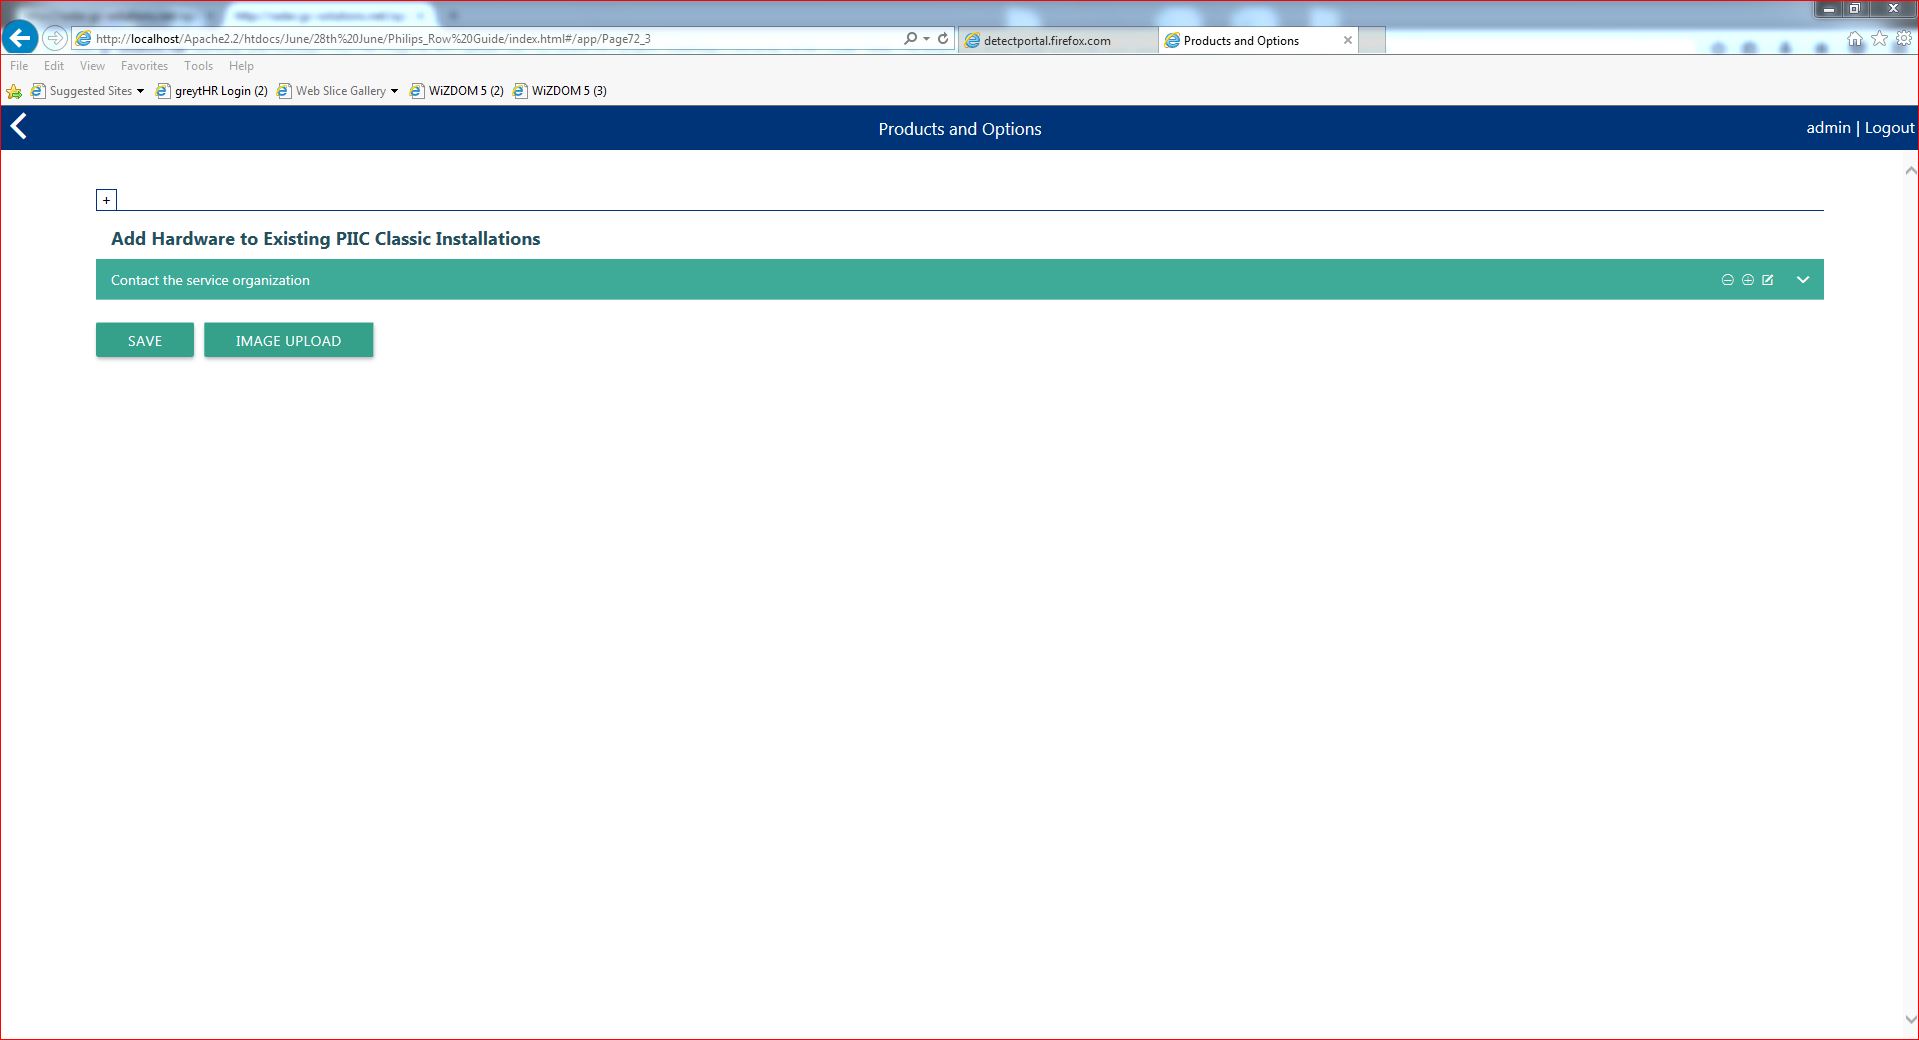 http://localhost/Apache2.2/htdocs/June/28th%20June/Philips_Row%20Guide/index.html#/app/Page72_3
detectportal.firefox.com
Products and Options
File Edit View Favorites Tools Help
Suggested Sites greytHR Login (2) Web Slice Gallery WiZDOM 5 (2) WiZDOM 5 (3)
Products and Options
admin | Logout
+
Add Hardware to Existing PIIC Classic Installations
Contact the service organization
SAVE IMAGE UPLOAD